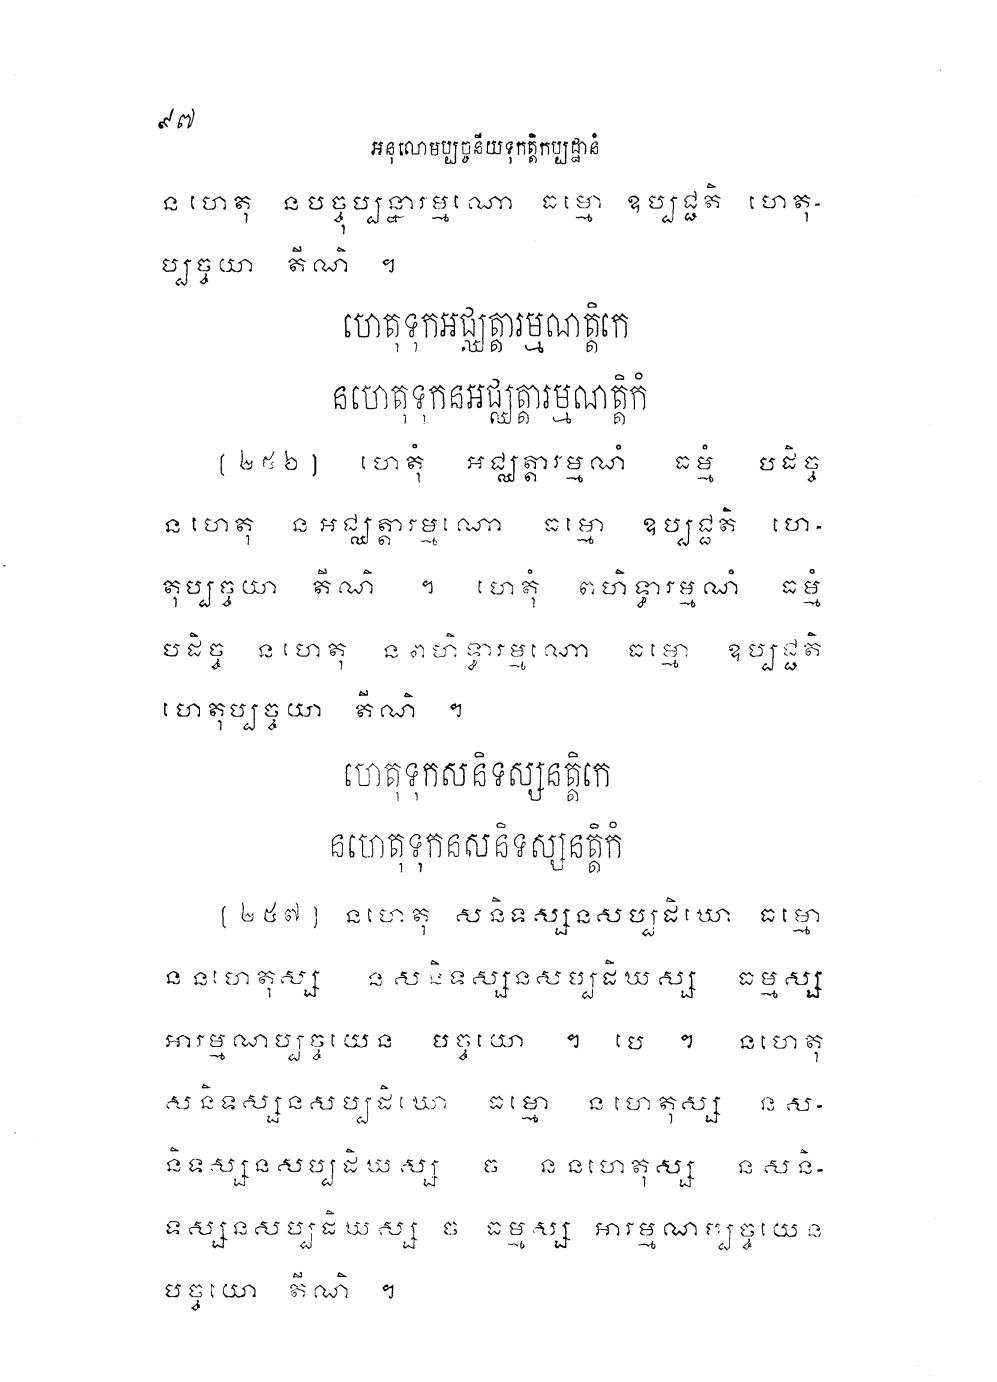 ៩៧
អនុលោមប្បច្ចនីយទុកត្តិកប្បដ្ឋានំ
នហេតុ នបច្ចុប្បន្នារម្មណោ ធម្មោ ឧប្បជ្ជតិ ហេតុ-
ប្បច្ចយា តីណិ ។
ហេតុទុកអជ្ឈត្តារម្មណត្តិកេ
នហេតុទុកនអជ្ឈត្តារម្មណត្តិកំ
(២៥៦) ហេតុំ អជ្ឈត្តារម្មណំ ធម្មំ បដិច្ច
នហេតុ នអជ្ឈត្តារម្មណោ ធម្មោ ឧប្បជ្ជតិ ហេ-
តុប្បច្ចយា តីណិ ។ ហេតុំ ពហិទ្ធារម្មណំ ធម្មំ
បដិច្ច នហេតុ នពហិទ្ធារម្មណោ ធម្មោ ឧប្បជ្ជតិ
ហេតុប្បច្ចយា តីណិ ។
ហេតុទុកសនិទស្សនត្តិកេ
នហេតុទុកនសនិទស្សនត្តិកំ
(២៥៧) នហេតុ សនិទស្សនសប្បដិឃោ ធម្មោ
ននហេតុស្ស នសនិទស្សនសប្បដិឃស្ស ធម្មស្ស
អារម្មណប្បច្ចយេន បច្ចយោ ។ បេ ។ នហេតុ
សនិទស្សនសប្បដិឃោ ធម្មោ នហេតុស្ស នស-
និទស្សនសប្បដិឃស្ស ច ននហេតុស្ស នសនិ-
ទស្សនសប្បដិឃស្ស ច ធម្មស្ស អារម្មណប្បច្ចយេន
បច្ចយោ តីណិ ។